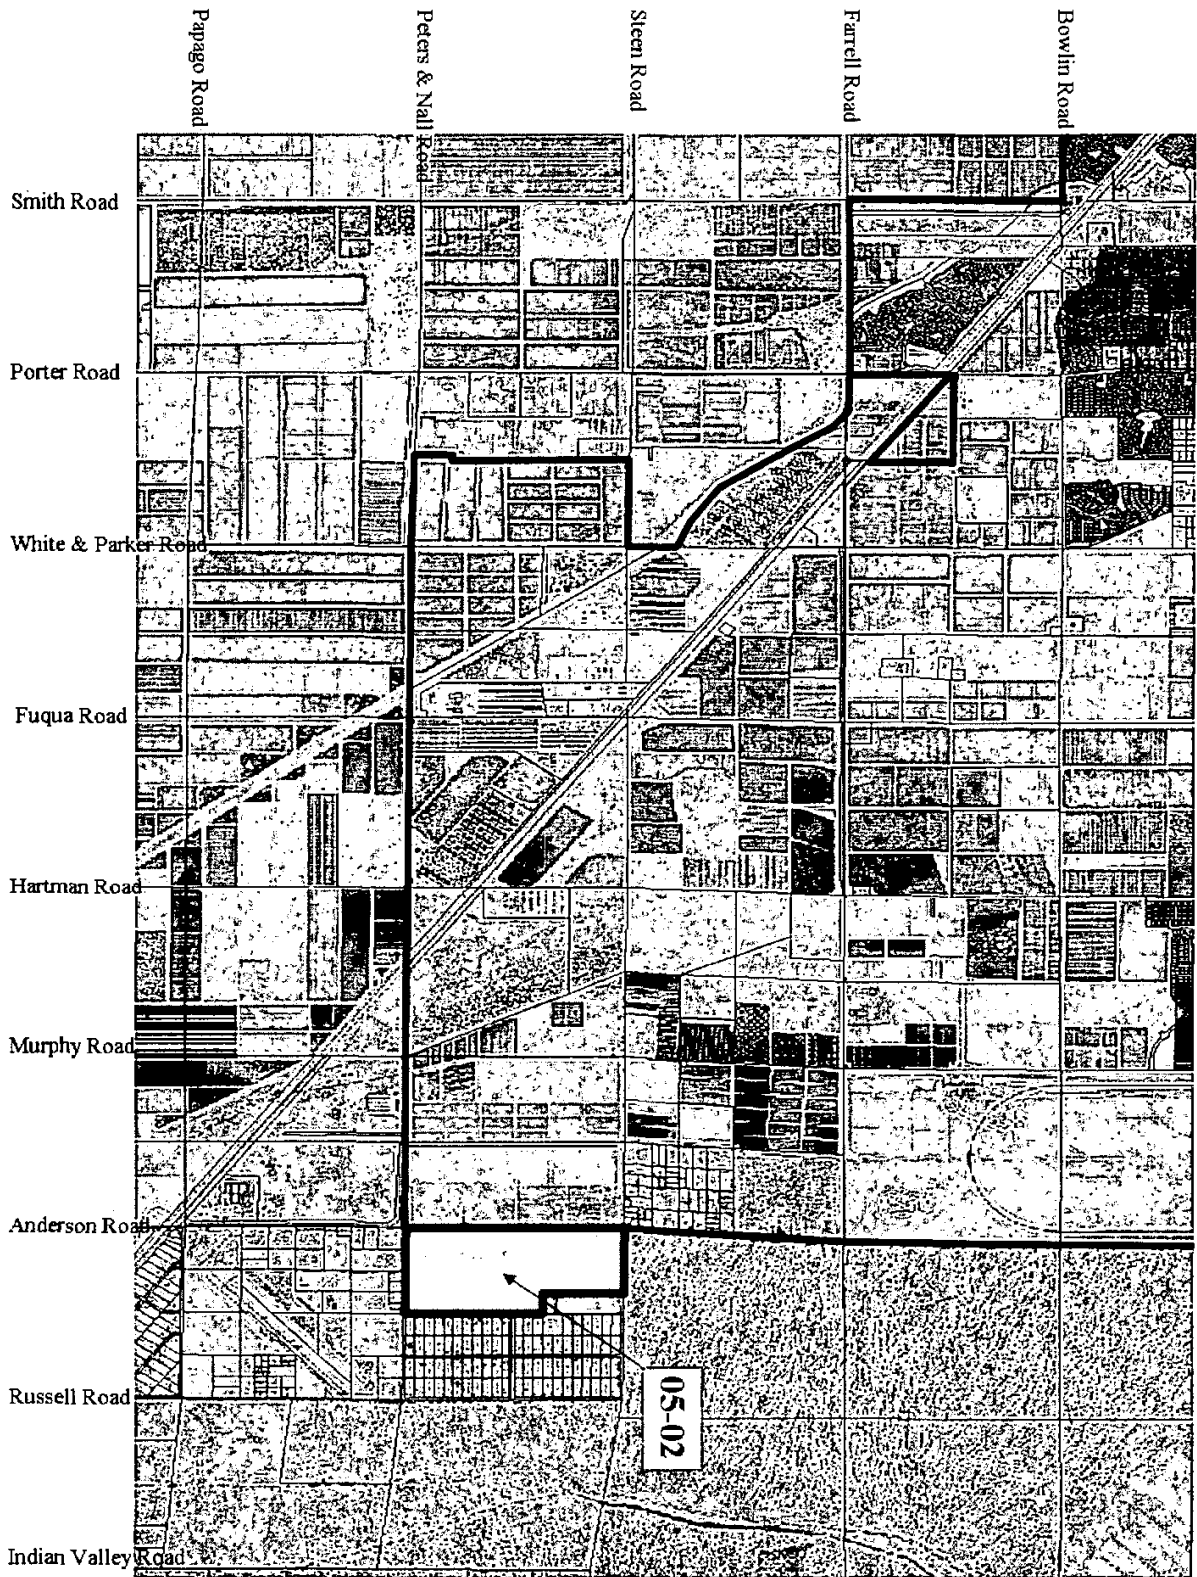 Papago Road
Peters & Nall Road
Steen Road
Farrell Road
Bowlin Road
Smith Road
Porter Road
White & Parker Road
Fuqua Road
Hartman Road
Murphy Road
Anderson Road
Russell Road
Indian Valley Road
05-02